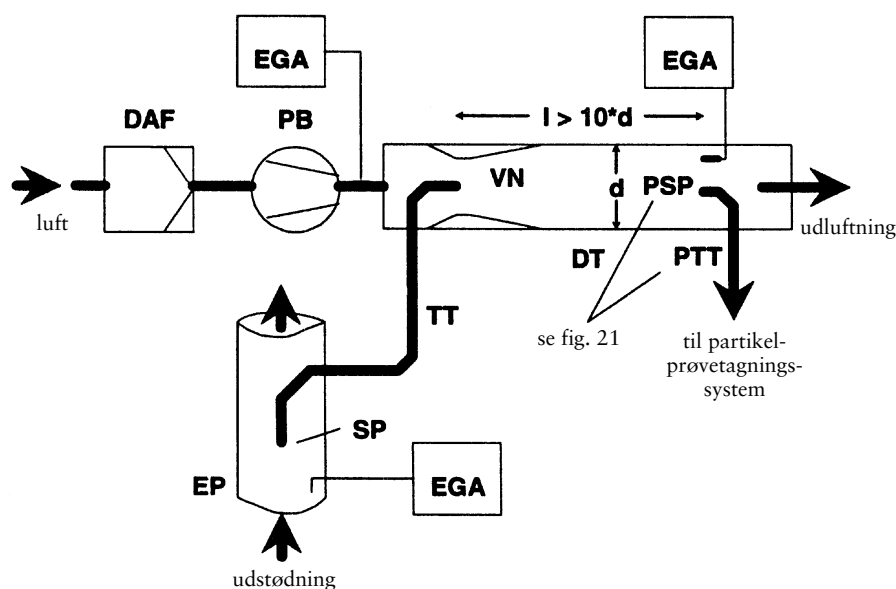 EGA
EGA
DAF
PB
l > 10*d
VN
d
PSP
luft
udluftning
DT
PTT
TT
se fig. 21
til partikel-
prøvetagnings-
system
SP
EP
EGA
udstødning